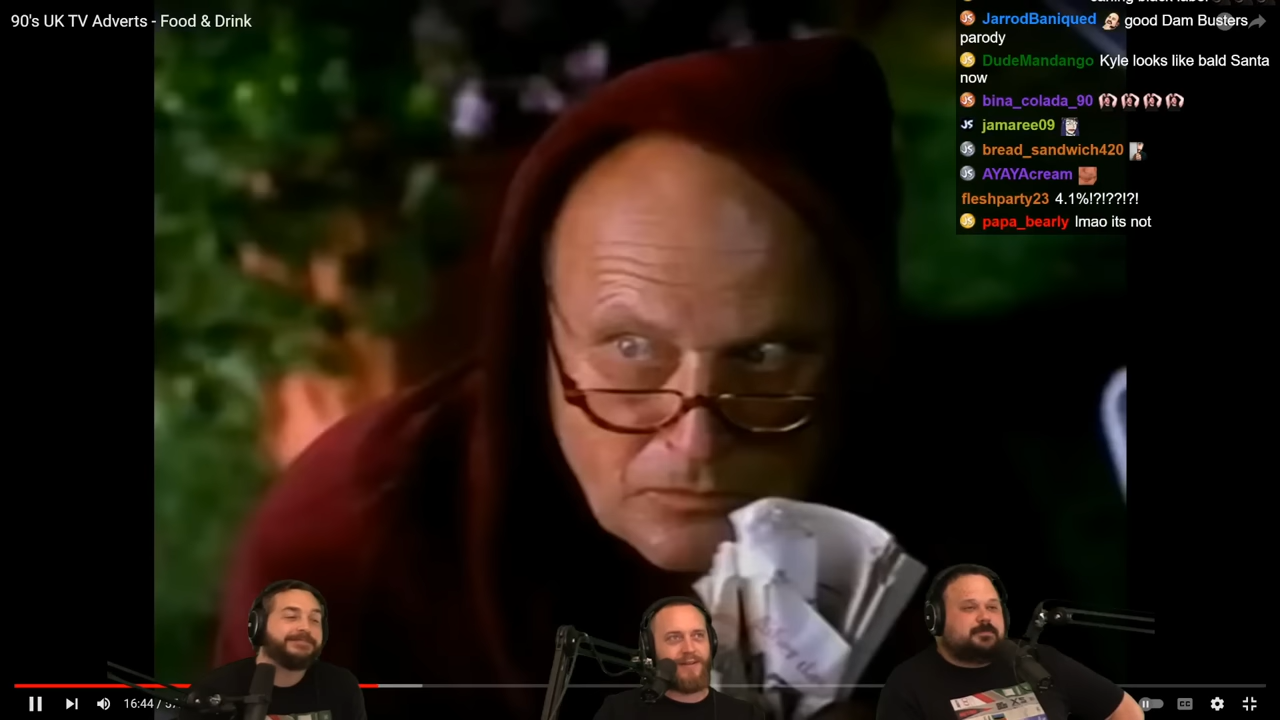 90's UK TV Adverts - Food & Drink
JarrodBaniqued good Dam Busters
parody
DudeMandango Kyle looks like bald Santa
now
bina_colada_90
jamaree09
bread_sandwich420
AYAYAcream
fleshparty23 4.1%!?!??!?!
papa_bearly lmao its not
16:44 /